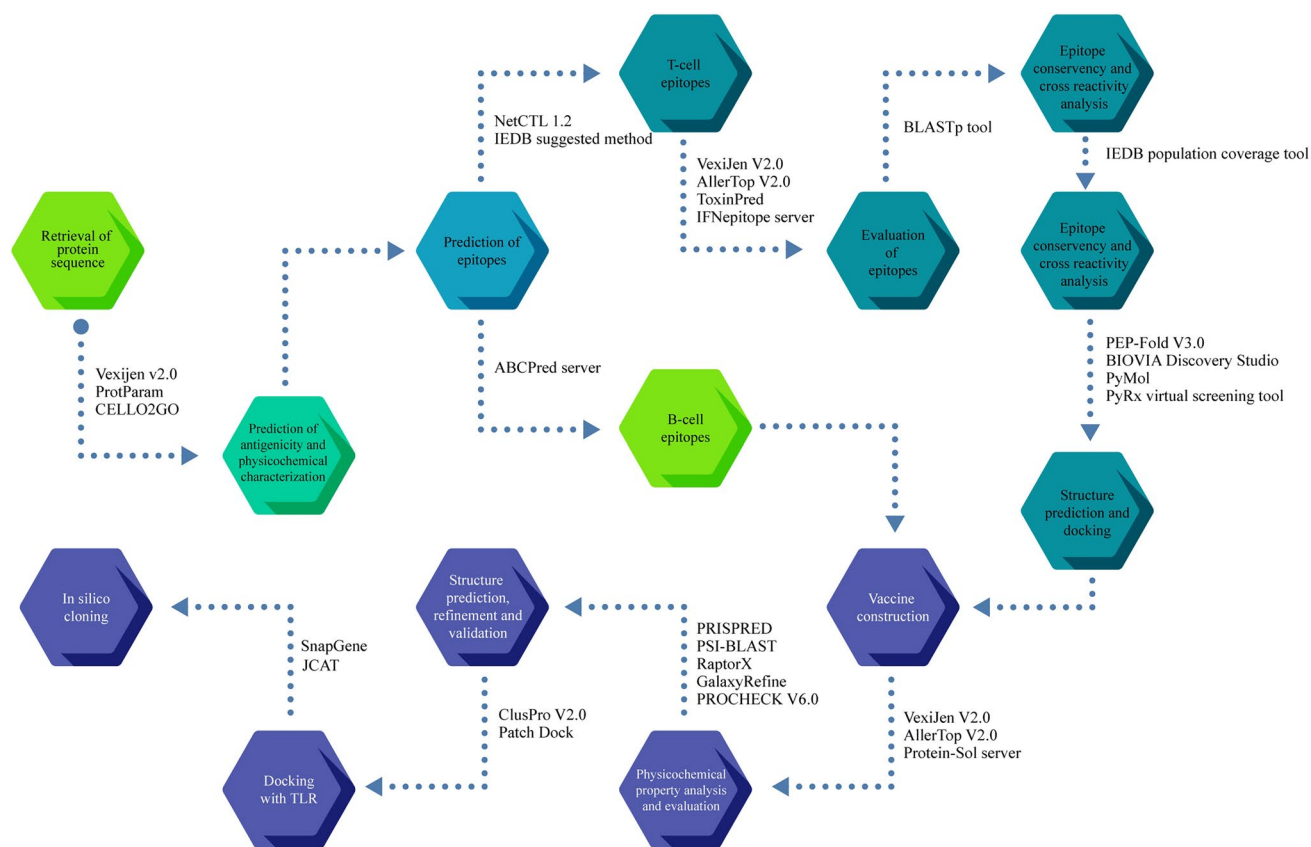 Retrieval of
protein
sequence
Vexijen v2.0
ProtParam
CELLO2GO
Prediction of
antigenicity and
physicochemical
characterization
Prediction of
epitopes
NetCTL 1.2
IEDB suggested method
T-cell
epitopes
VexiJen V2.0
AllerTop V2.0
ToxinPred
IFNepitope server
Evaluation
of
epitopes
BLASTp tool
Epitope
conservency and
cross reactivity
analysis
IEDB population coverage tool
Epitope
conservency and
cross reactivity
analysis
PEP-Fold V3.0
BIOVIA Discovery Studio
PyMol
PyRx virtual screening tool
Structure
prediction and
docking
ABCPred server
B-cell
epitopes
Vaccine
construction
VexiJen V2.0
AllerTop V2.0
Protein-Sol server
Physicochemical
property analysis
and evaluation
PRISPRED
PSI-BLAST
RaptorX
GalaxyRefine
PROCHECK V6.0
Structure
prediction,
refinement and
validation
ClusPro V2.0
Patch Dock
Docking
with TLR
SnapGene
JCAT
In silico
cloning